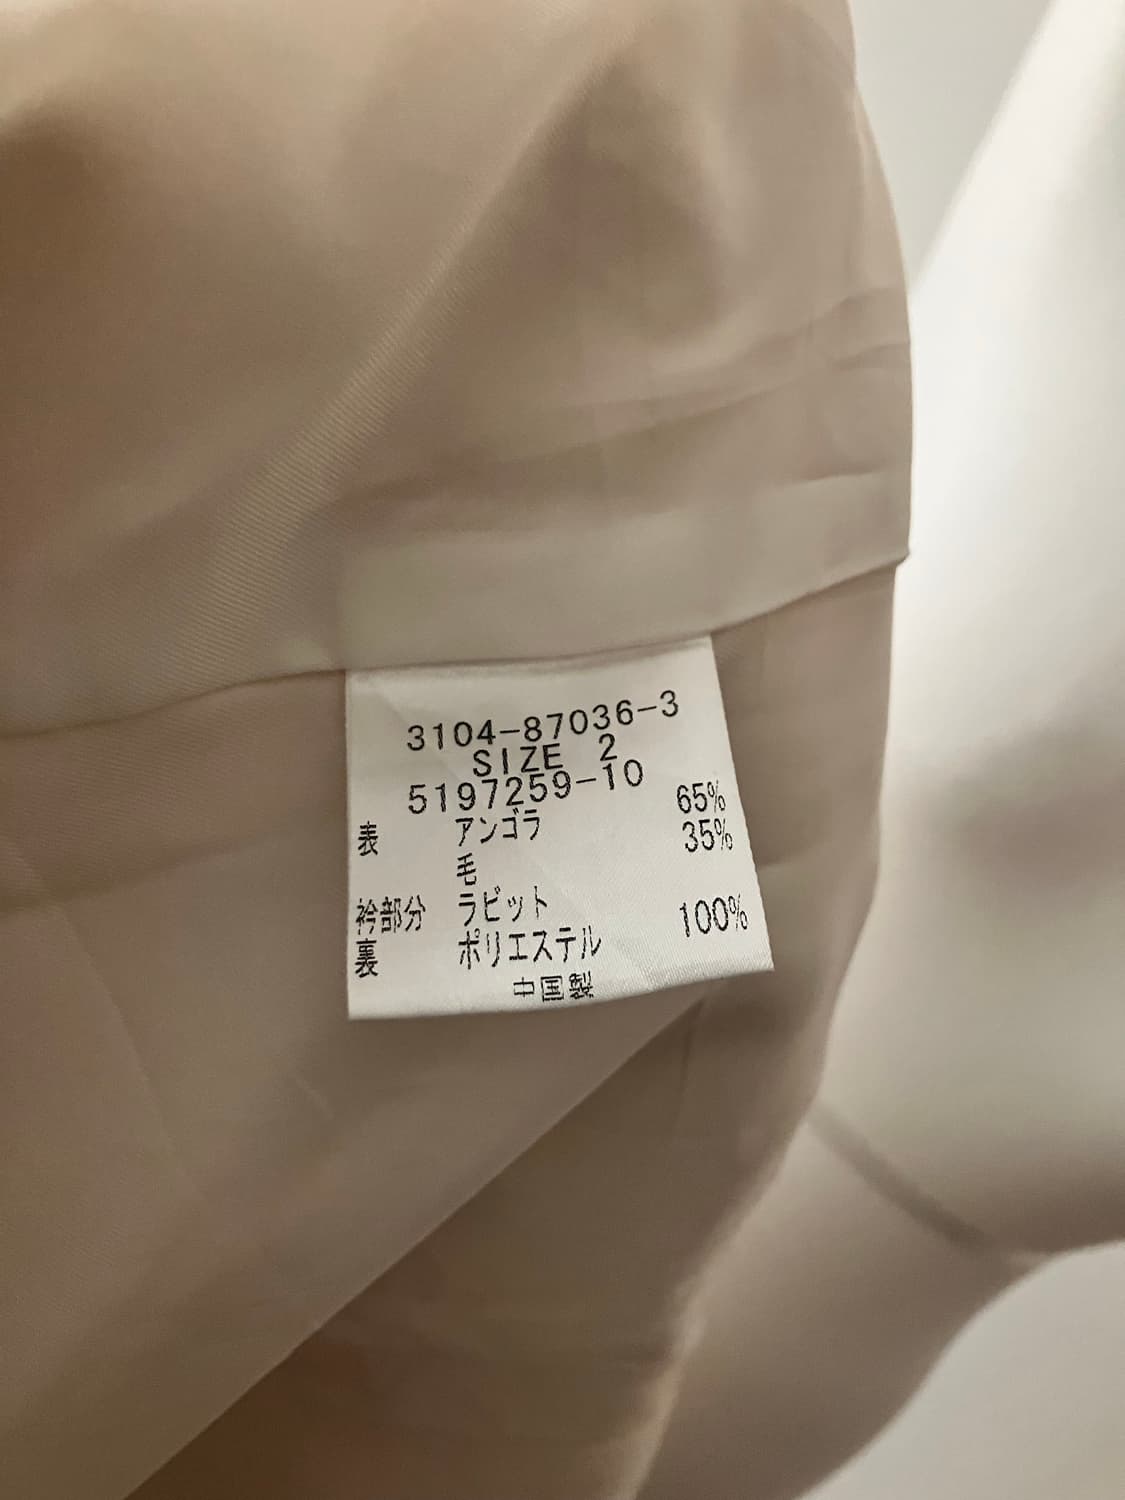 3104-87036-3
SIZE 2
5197259-10
表 アンゴラ 65%
毛 35%
衿部分 ラビット
裏 ポリエステル 100%
中国製